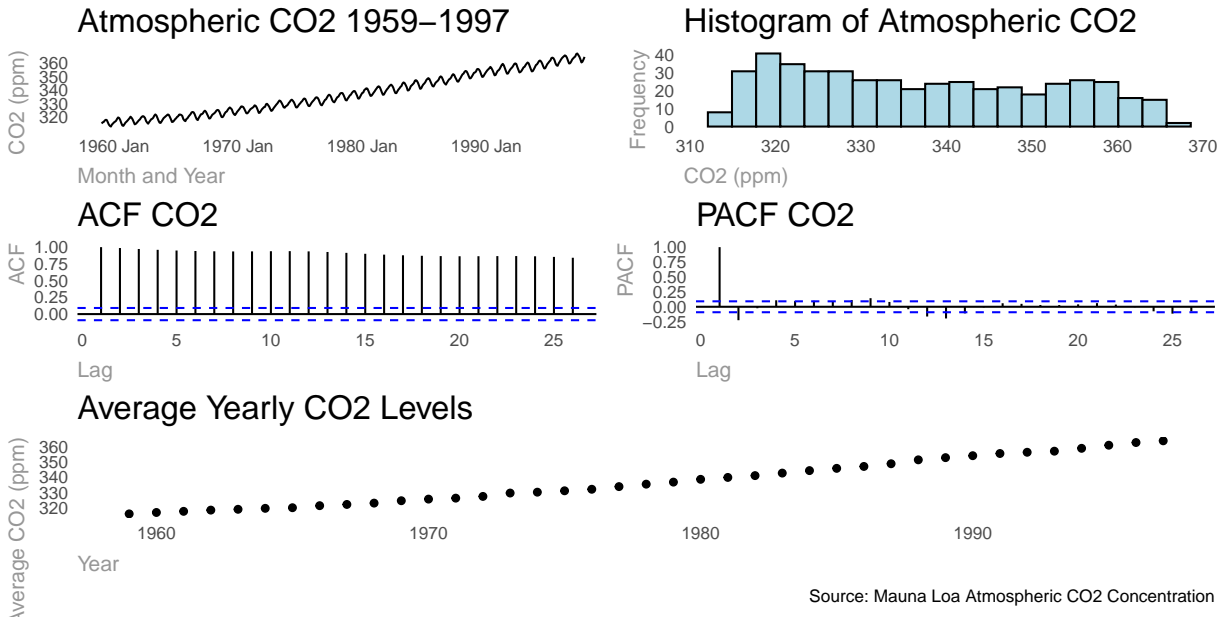 Atmospheric CO2 1959–1997
CO2 (ppm)
360
350
340
330
320
1960 Jan 1970 Jan 1980 Jan 1990 Jan
Month and Year
Histogram of Atmospheric CO2
Frequency
40
30
20
10
0
310 320 330 340 350 360 370
CO2 (ppm)
ACF CO2
ACF
1.00
0.75
0.50
0.25
0.00
0 5 10 15 20 25
Lag
PACF CO2
PACF
1.00
0.75
0.50
0.25
0.00
−0.25
0 5 10 15 20 25
Lag
Average Yearly CO2 Levels
Average CO2 (ppm)
360
350
340
330
320
1960 1970 1980 1990
Year
Source: Mauna Loa Atmospheric CO2 Concentration